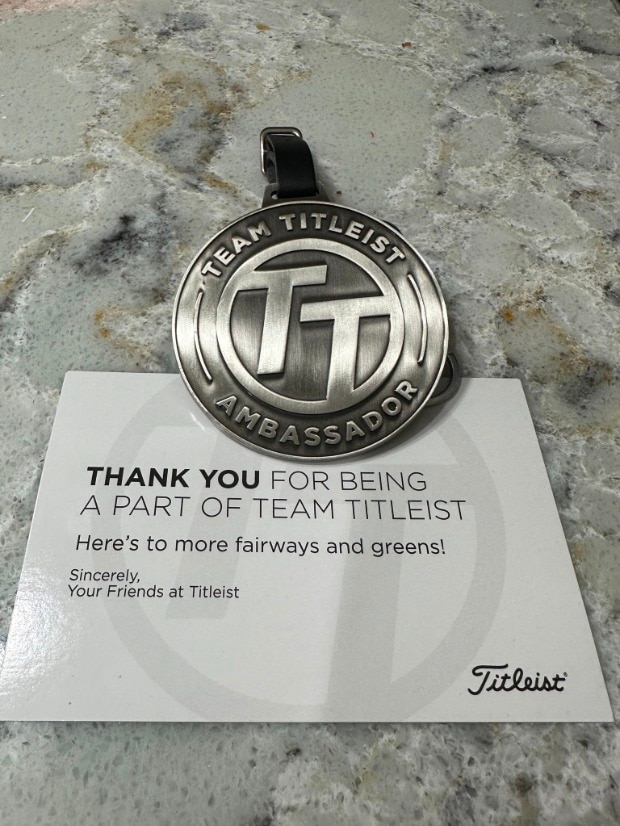 TEAM TITLEIST
TT
AMBASSADOR
THANK YOU FOR BEING
A PART OF TEAM TITLEIST
Here's to more fairways and greens!
Sincerely,
Your Friends at Titleist
Titleist®